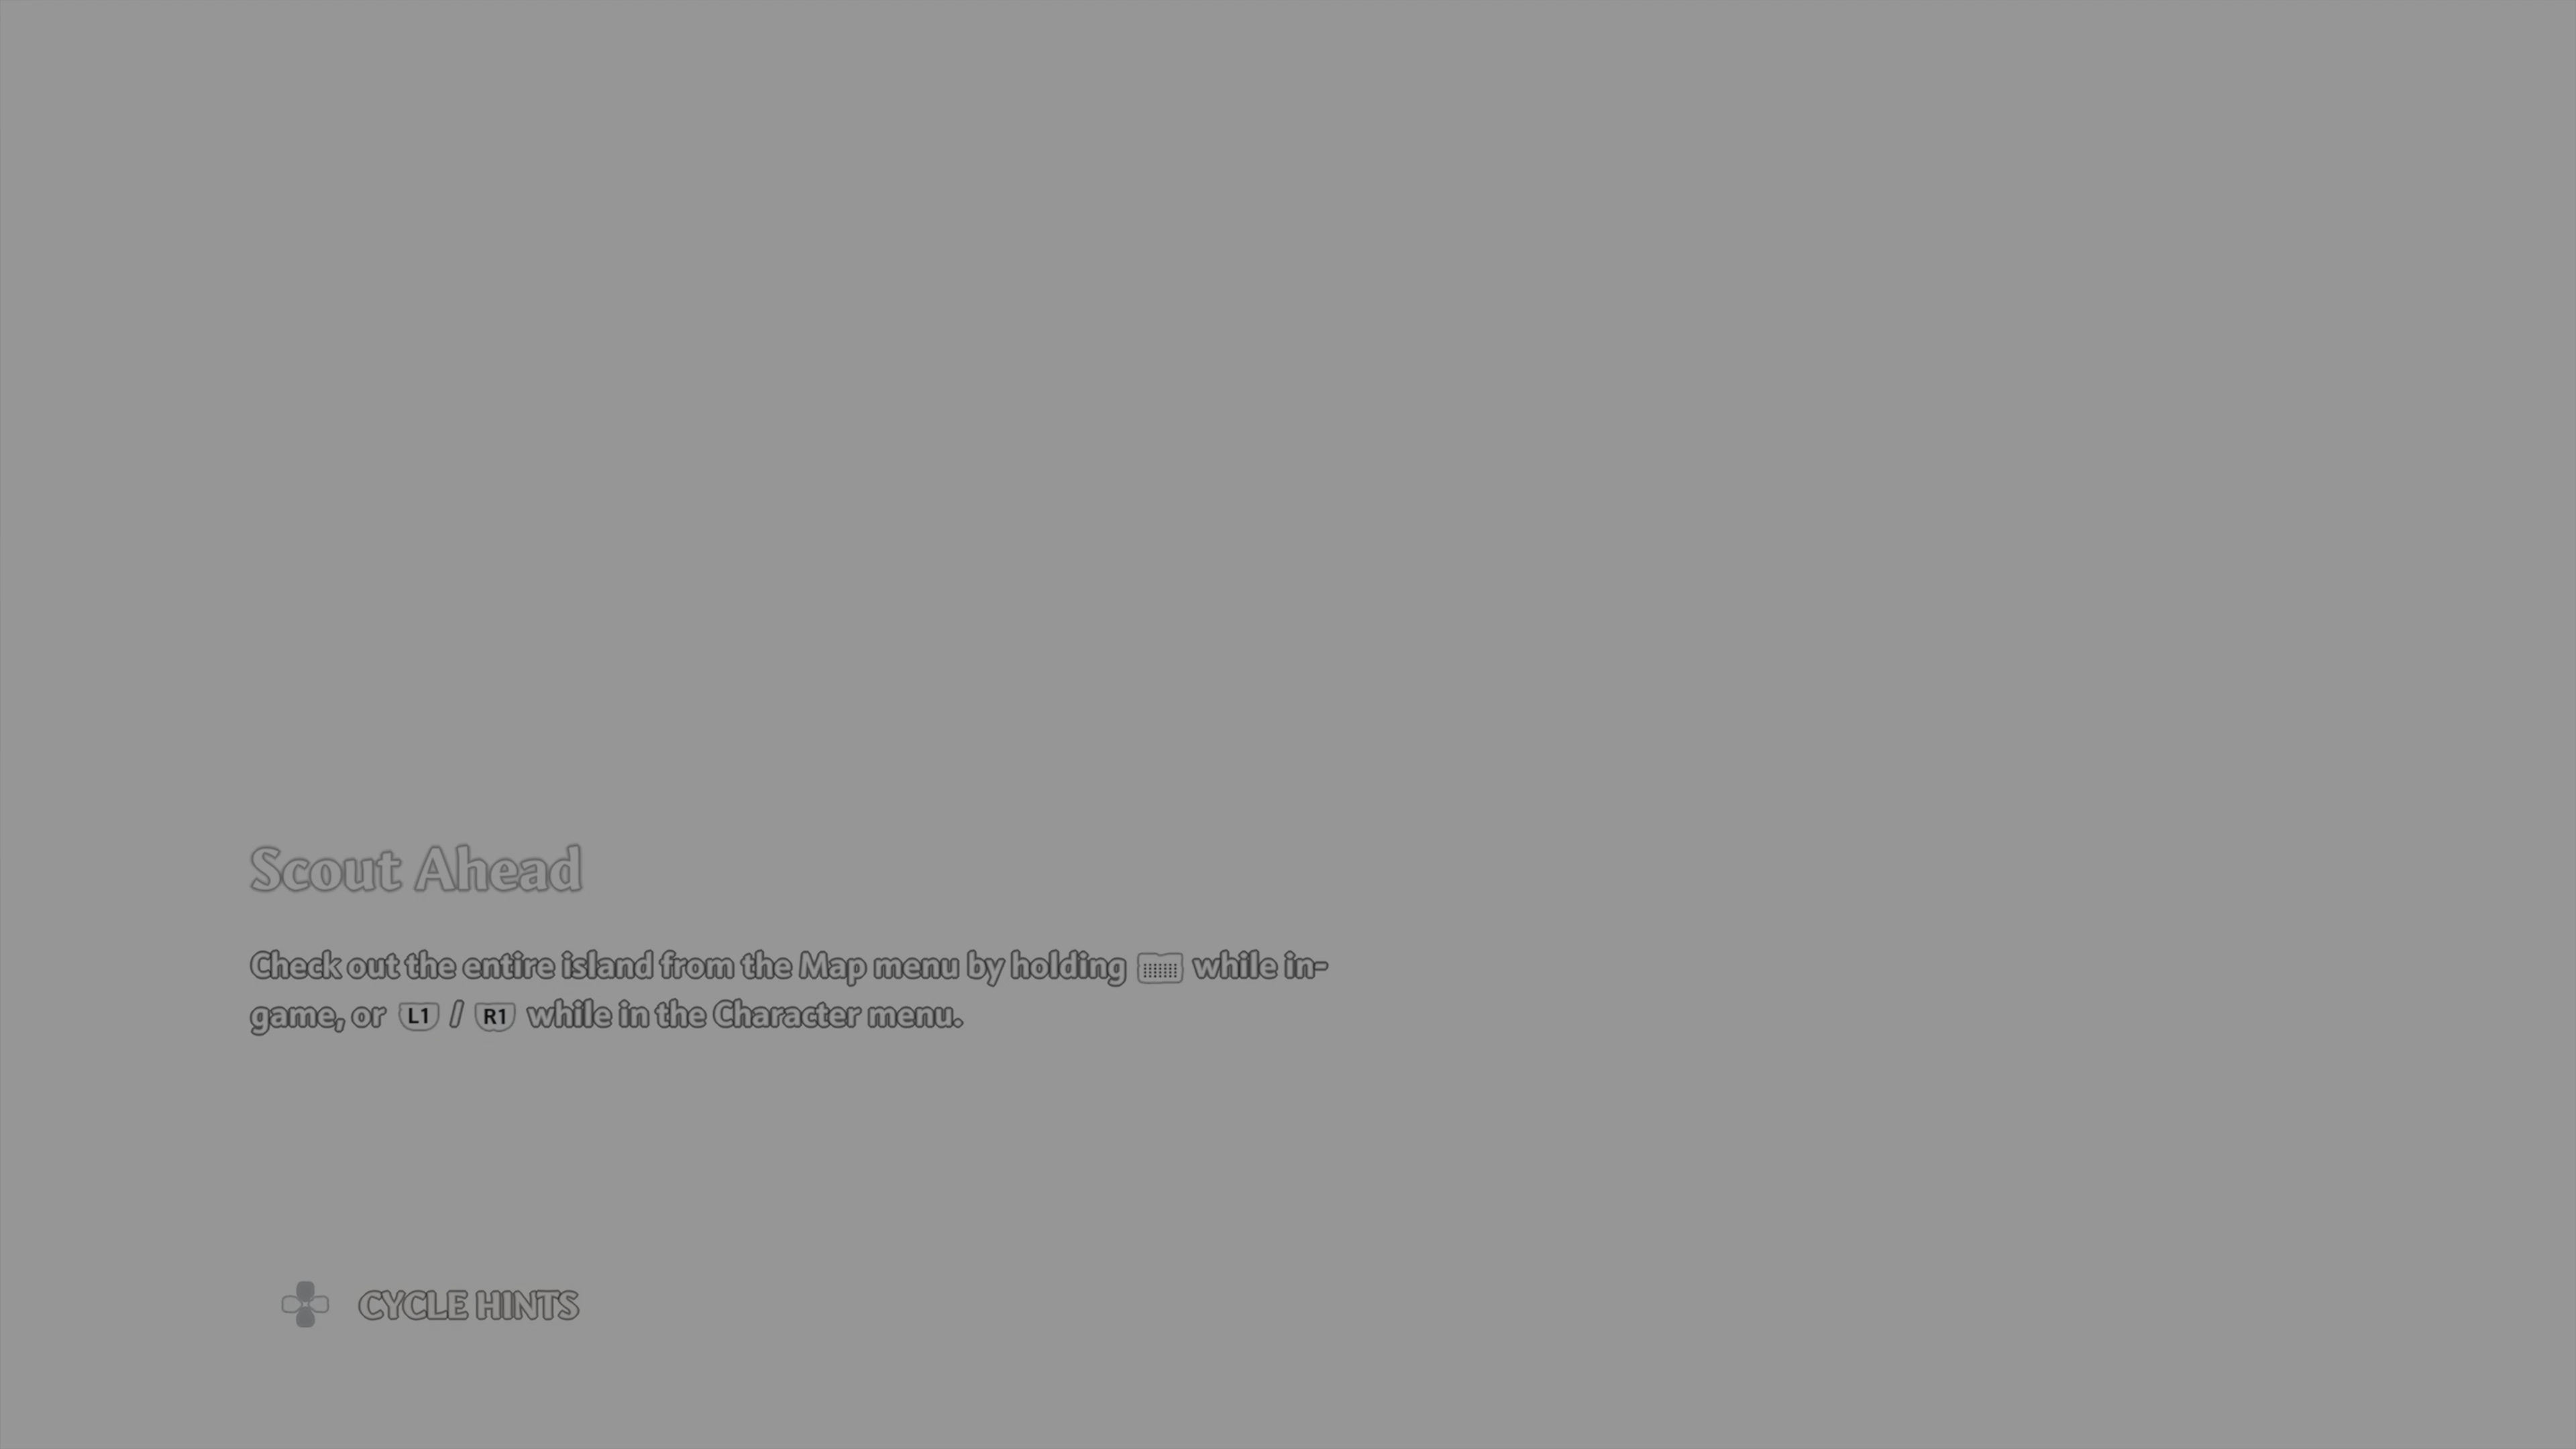 Scout Ahead
Check out the entire island from the Map menu by holding while in-
game, or L1 / R1 while in the Character menu.
CYCLE HINTS